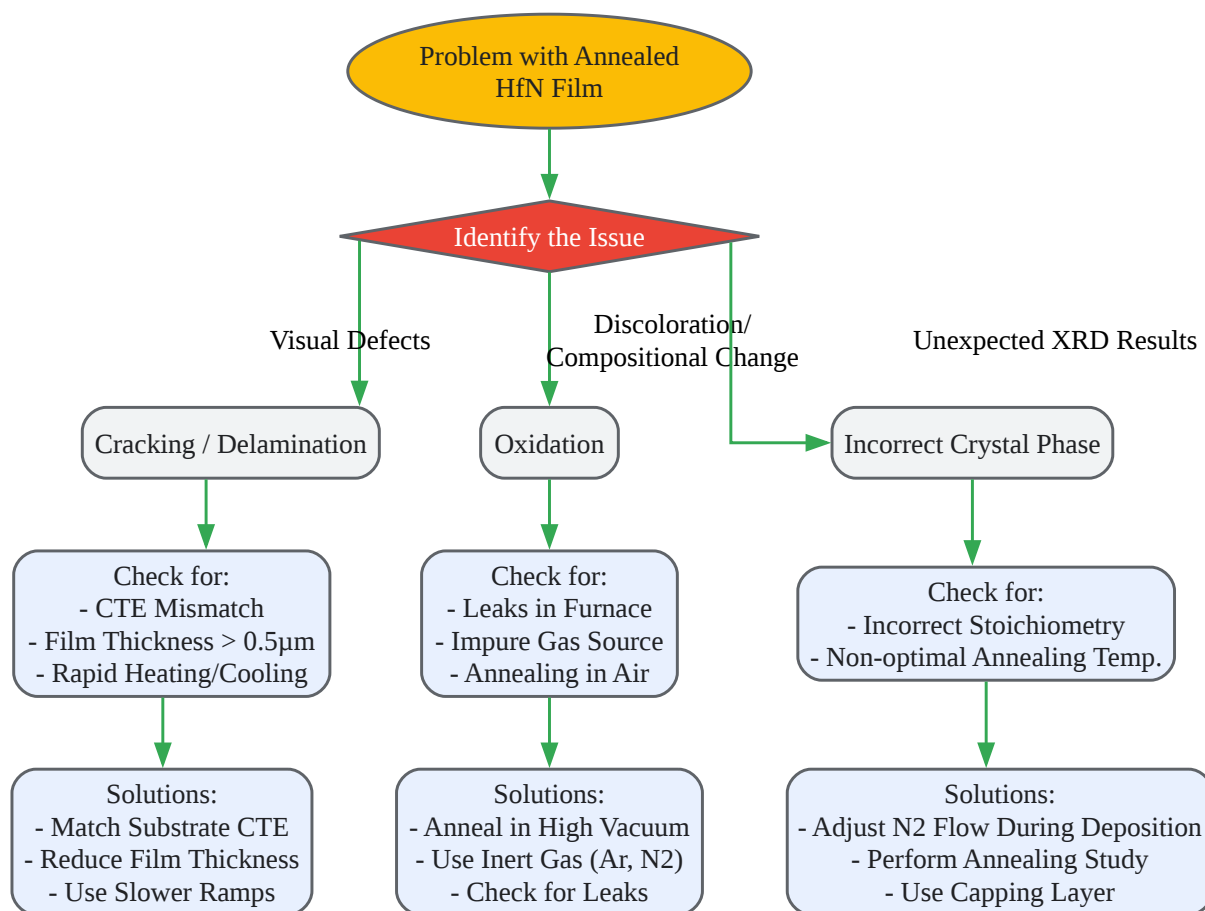 Problem with Annealed
HfN Film
Identify the Issue
Visual Defects
Discoloration/
Compositional Change
Unexpected XRD Results
Cracking / Delamination
Oxidation
Incorrect Crystal Phase
Check for:
- CTE Mismatch
- Film Thickness > 0.5µm
- Rapid Heating/Cooling
Check for:
- Leaks in Furnace
- Impure Gas Source
- Annealing in Air
Check for:
- Incorrect Stoichiometry
- Non-optimal Annealing Temp.
Solutions:
- Match Substrate CTE
- Reduce Film Thickness
- Use Slower Ramps
Solutions:
- Anneal in High Vacuum
- Use Inert Gas (Ar, N2)
- Check for Leaks
Solutions:
- Adjust N2 Flow During Deposition
- Perform Annealing Study
- Use Capping Layer